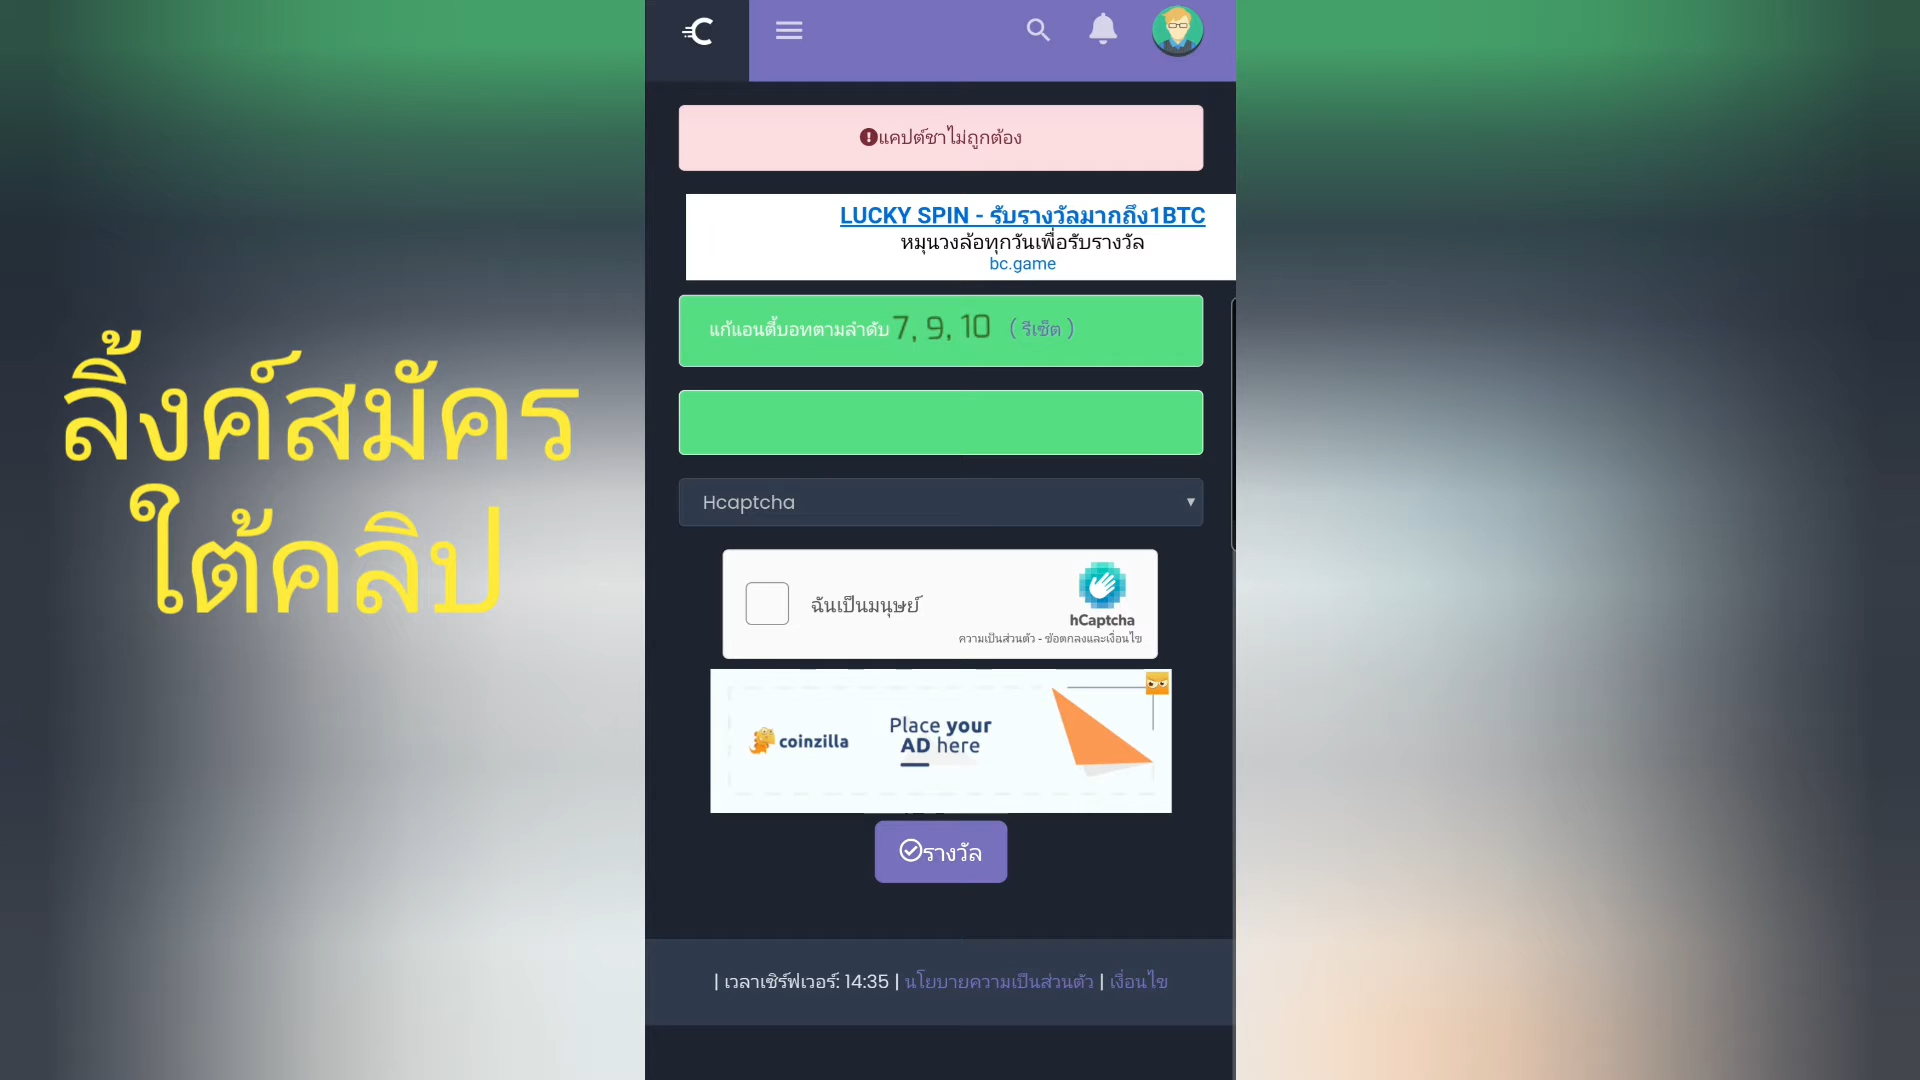 ลิ้งค์สมัคร
ใต้คลิป
แคปต์ชาไม่ถูกต้อง
LUCKY SPIN - รับรางวัลมากถึง1BTC
หมุนวงล้อทุกวันเพื่อรับรางวัล
bc.game
แก้แอนตี้บอทตามลำดับ 7, 9, 10 ( รีเซ็ต )
Hcaptcha
ฉันเป็นมนุษย์
hCaptcha
ความเป็นส่วนตัว - ข้อตกลงและเงื่อนไข
coinzilla
Place your
AD here
รางวัล
| เวลาเซิร์ฟเวอร์: 14:35 | นโยบายความเป็นส่วนตัว | เงื่อนไข